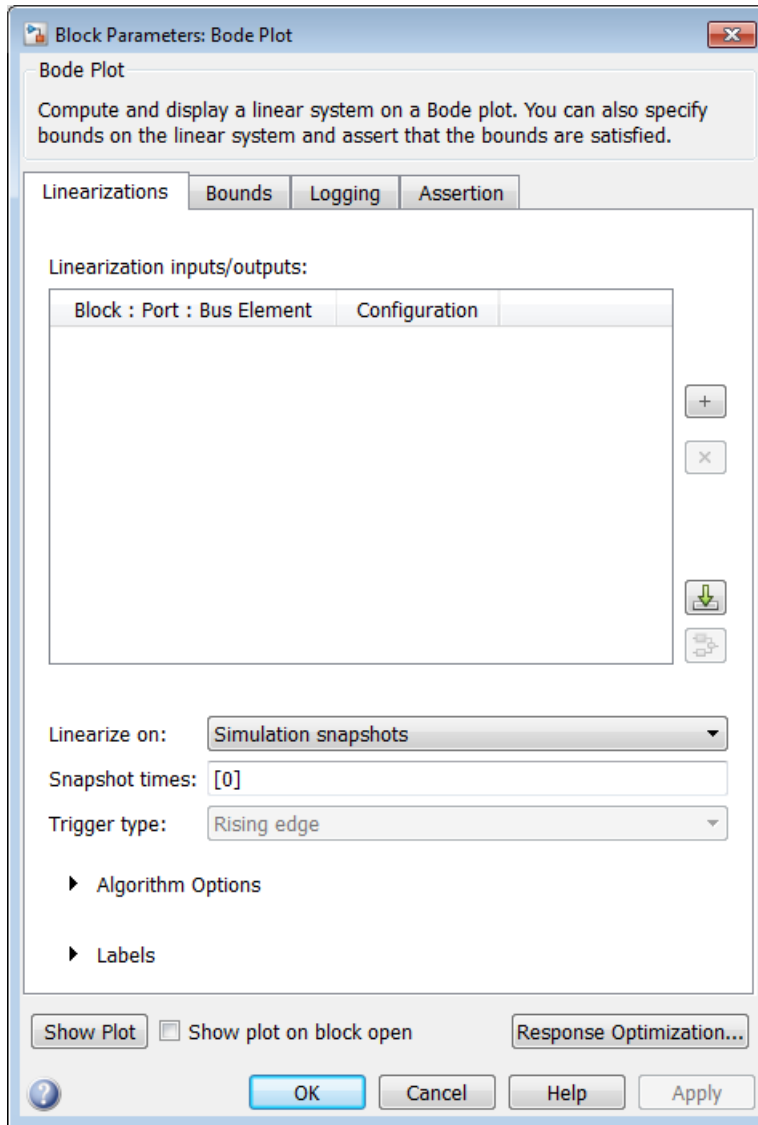 Block Parameters: Bode Plot
Bode Plot
Compute and display a linear system on a Bode plot. You can also specify
bounds on the linear system and assert that the bounds are satisfied.
Linearizations Bounds Logging Assertion
Linearization inputs/outputs:
Block : Port : Bus Element Configuration
Linearize on: Simulation snapshots
Snapshot times: [0]
Trigger type: Rising edge
Algorithm Options
Labels
Show Plot Show plot on block open Response Optimization...
OK Cancel Help Apply